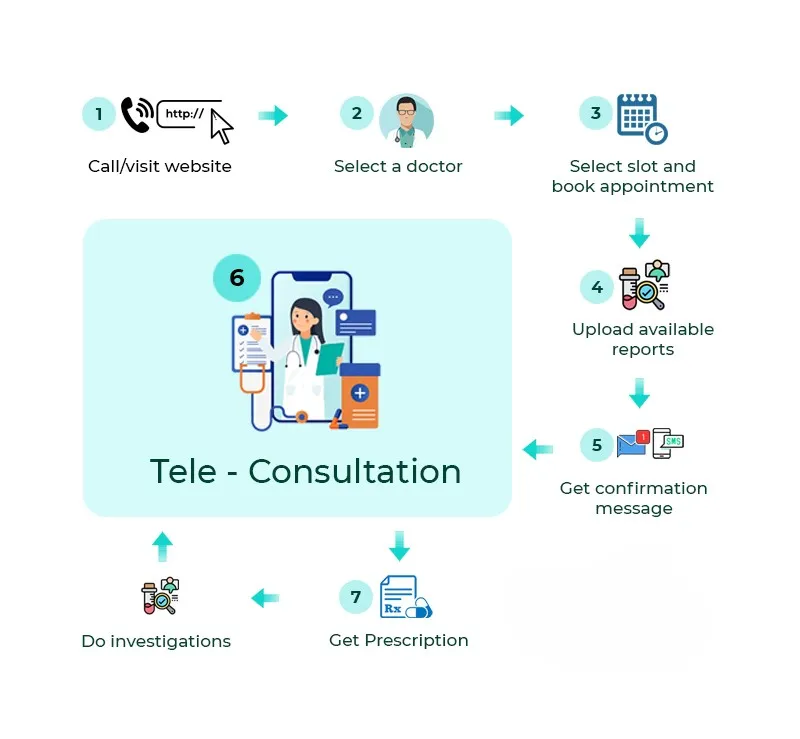 1
http://
Call/visit website
2
Select a doctor
3
Select slot and
book appointment
4
Upload available
reports
5
1
SMS
Get confirmation
message
6
Tele - Consultation
7
Rx
Get Prescription
Do investigations